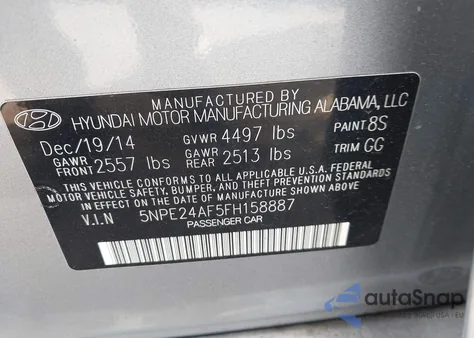 MANUFACTURED BY
HYUNDAI MOTOR MANUFACTURING ALABAMA, LLC
Dec/19/14 GVWR 4497 lbs PAINT 8S
GAWR FRONT 2557 lbs GAWR REAR 2513 lbs TRIM GG
THIS VEHICLE CONFORMS TO ALL APPLICABLE U.S. FEDERAL
MOTOR VEHICLE SAFETY, BUMPER, AND THEFT PREVENTION STANDARDS
IN EFFECT ON THE DATE OF MANUFACTURE SHOWN ABOVE.
V.I.N 5NPE24AF5FH158887
PASSENGER CAR
autoSnap